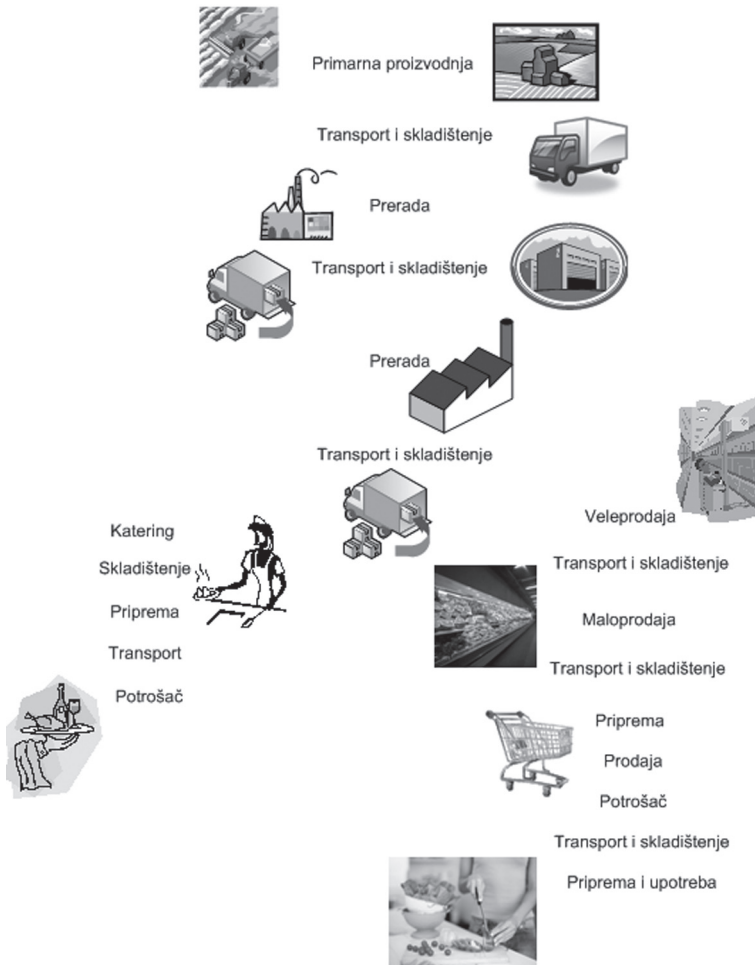 Primarna proizvodnja
Transport i skladištenje
Prerada
Transport i skladištenje
Prerada
Transport i skladištenje
Katering
Skladištenje
Priprema
Transport
Potrošač
Veleprodaja
Transport i skladištenje
Maloprodaja
Transport i skladištenje
Priprema
Prodaja
Potrošač
Transport i skladištenje
Priprema i upotreba